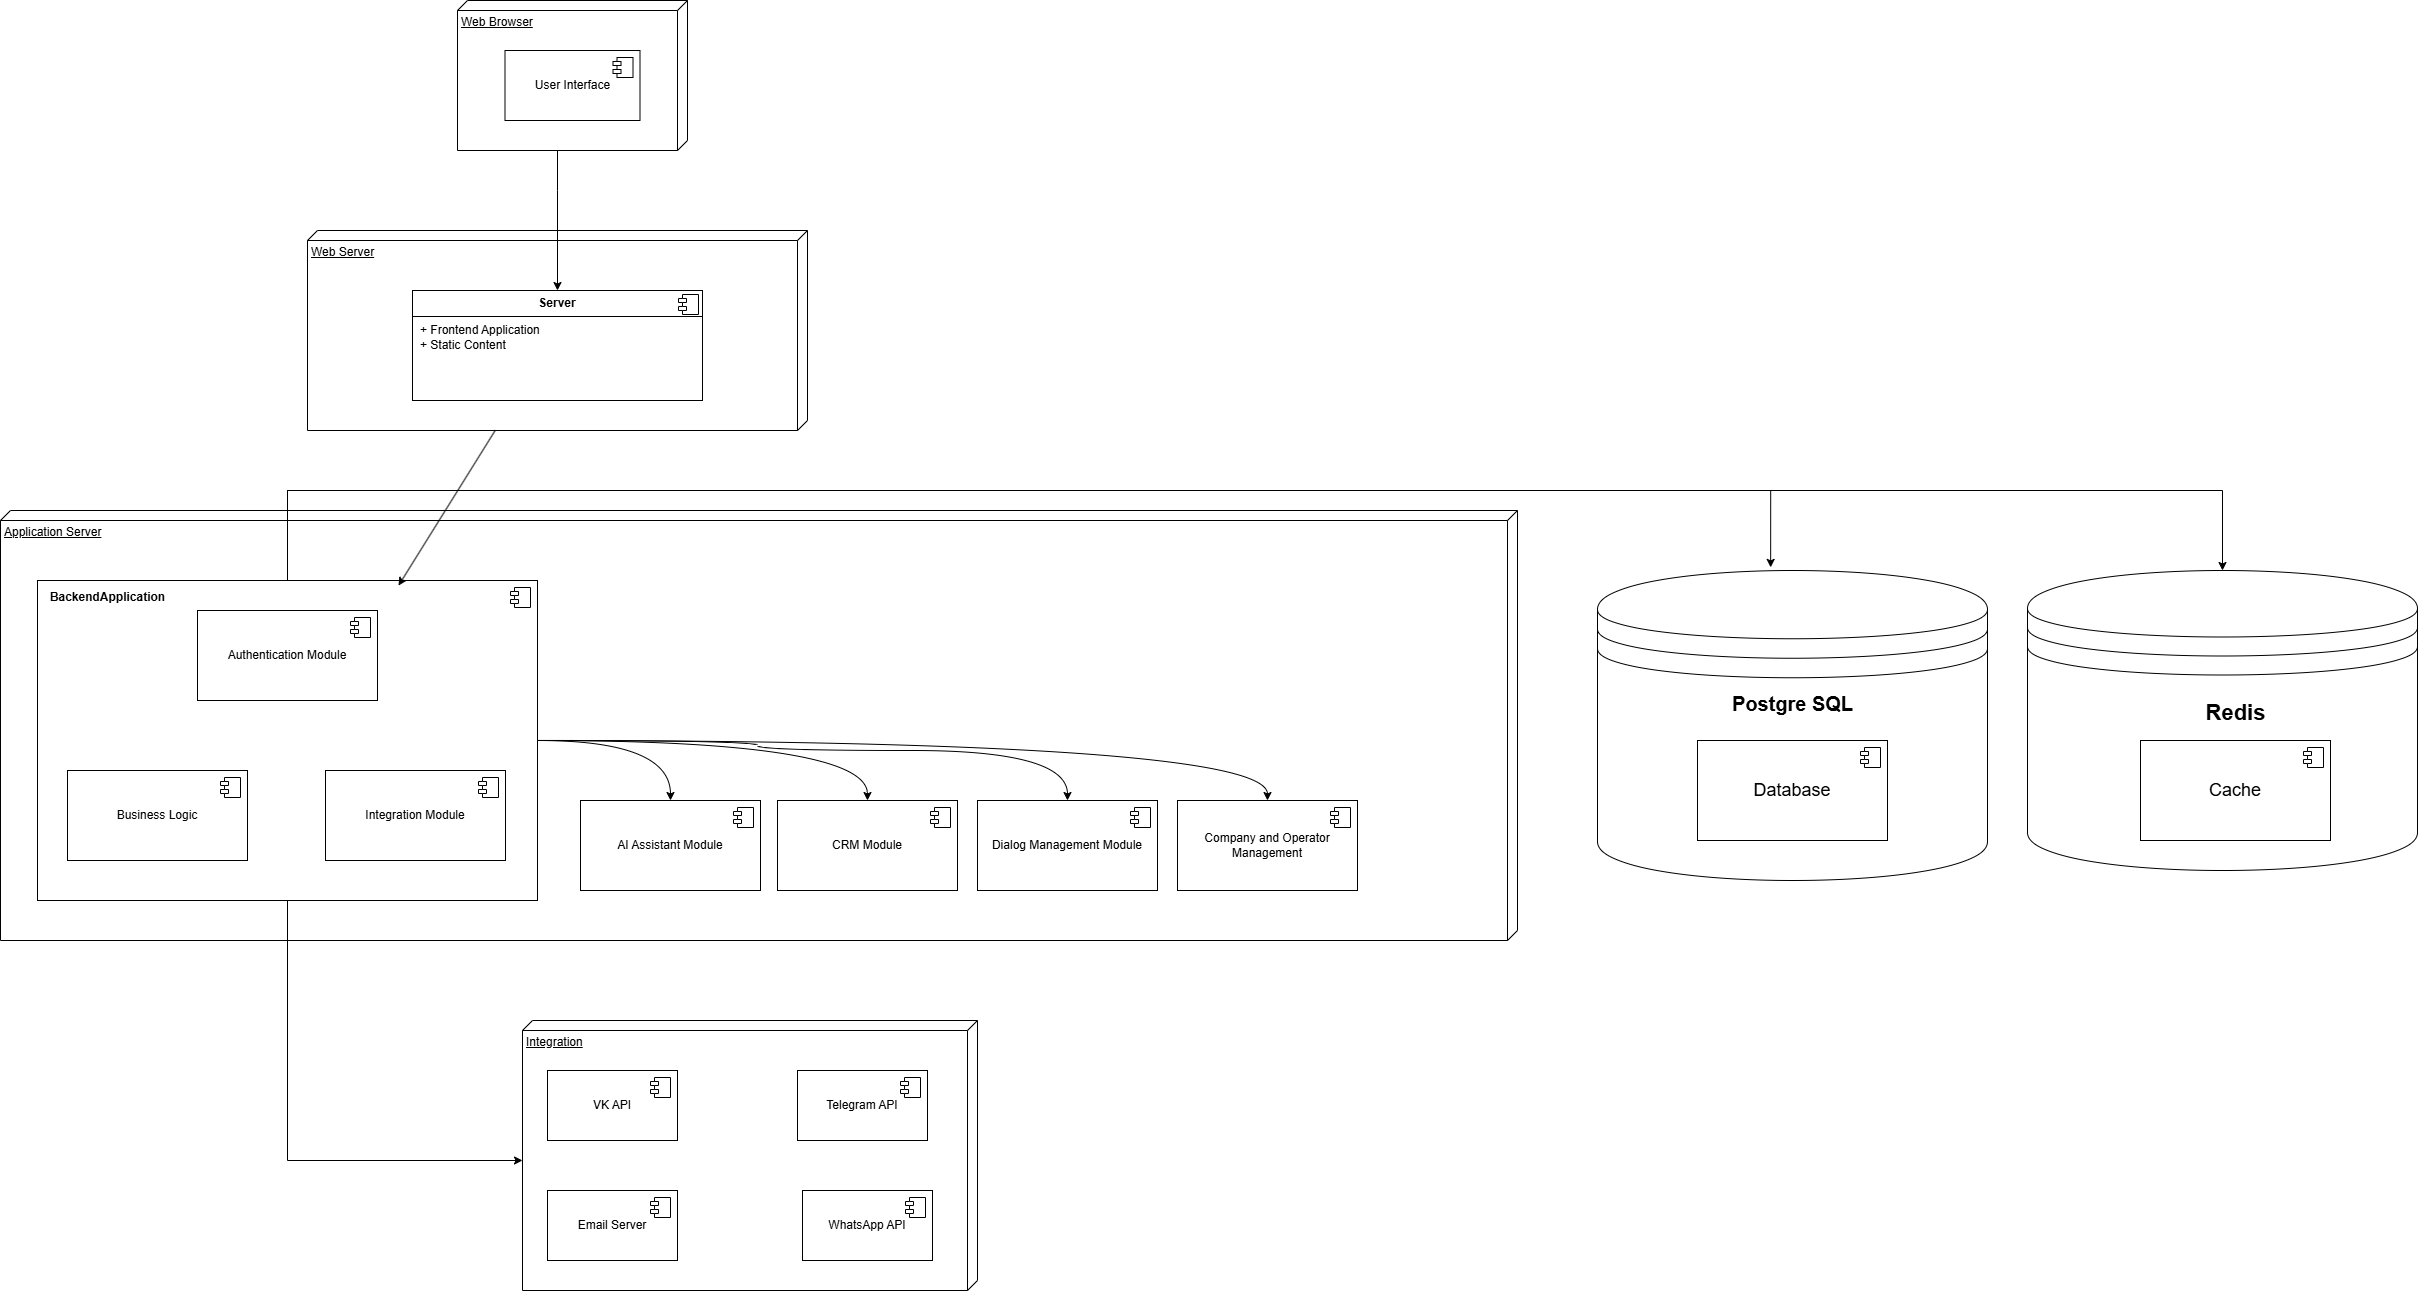 Web Browser
User Interface
Web Server
Server
+ Frontend Application
+ Static Content
Application Server
BackendApplication
Authentication Module
Business Logic
Integration Module
AI Assistant Module
CRM Module
Dialog Management Module
Company and Operator
Management
Postgre SQL
Database
Redis
Cache
Integration
VK API
Telegram API
Email Server
WhatsApp API